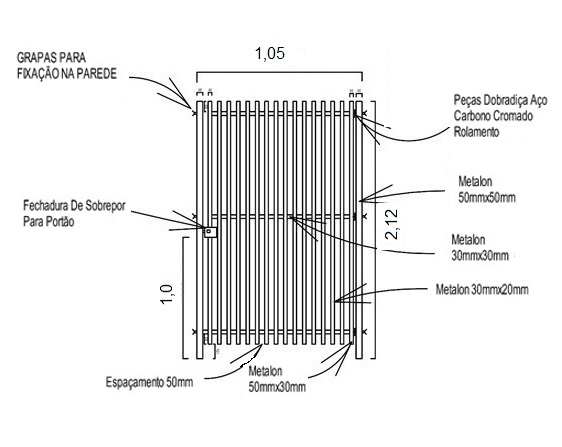 1,05
GRAPAS PARA
FIXAÇÃO NA PAREDE
Peças Dobradiça Aço
Carbono Cromado
Rolamento
Metalon
50mmx50mm
Fechadura De Sobrepor
Para Portão
2,12
Metalon
30mmx30mm
1,0
Metalon 30mmx20mm
Espaçamento 50mm
Metalon
50mmx30mm